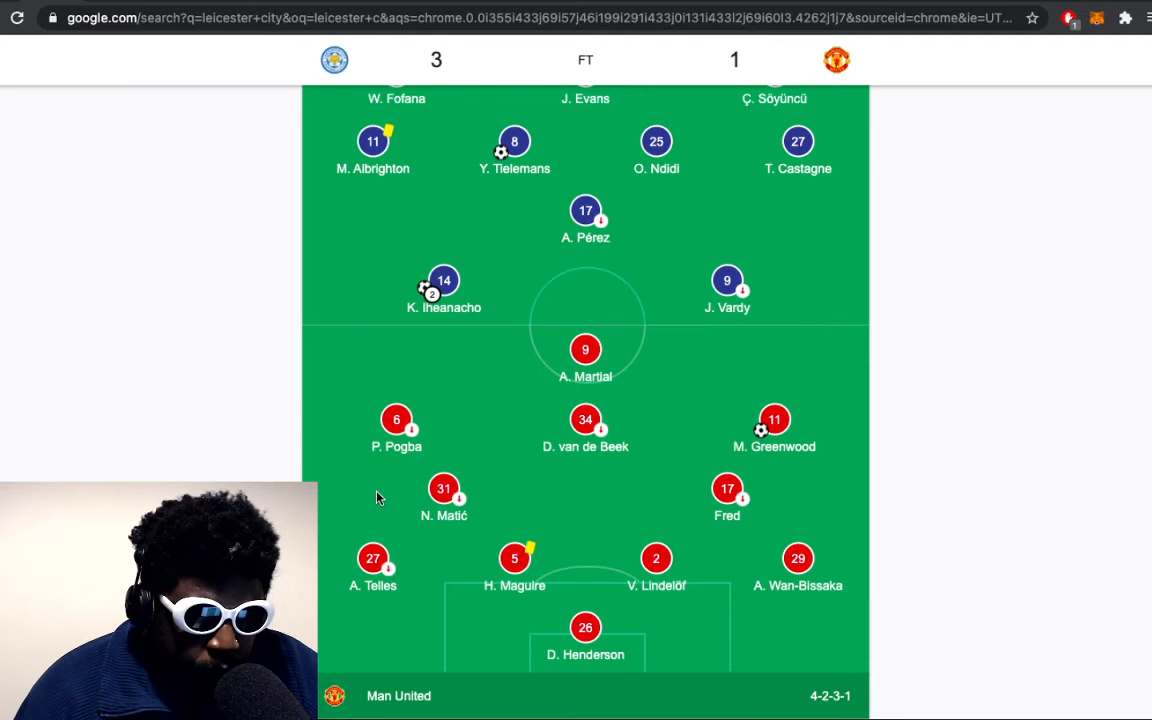 google.com/search?q=leicester+city&oq=leicester+c&aqs=chrome.0.0i355i433j69i57j46i199i291i433j0i131i433l2j69i60l3.4262j1j7&sourceid=chrome&ie=UT...
1
3 FT 1
W. Fofana J. Evans Ç. Söyüncü
11 8 25 27
M. Albrighton Y. Tielemans O. Ndidi T. Castagne
17
A. Pérez
14 9
2
K. Iheanacho J. Vardy
9
A. Martial
6 34 11
P. Pogba D. van de Beek M. Greenwood
31 17
N. Matić Fred
27 5 2 29
A. Telles H. Maguire V. Lindelöf A. Wan-Bissaka
26
D. Henderson
Man United 4-2-3-1